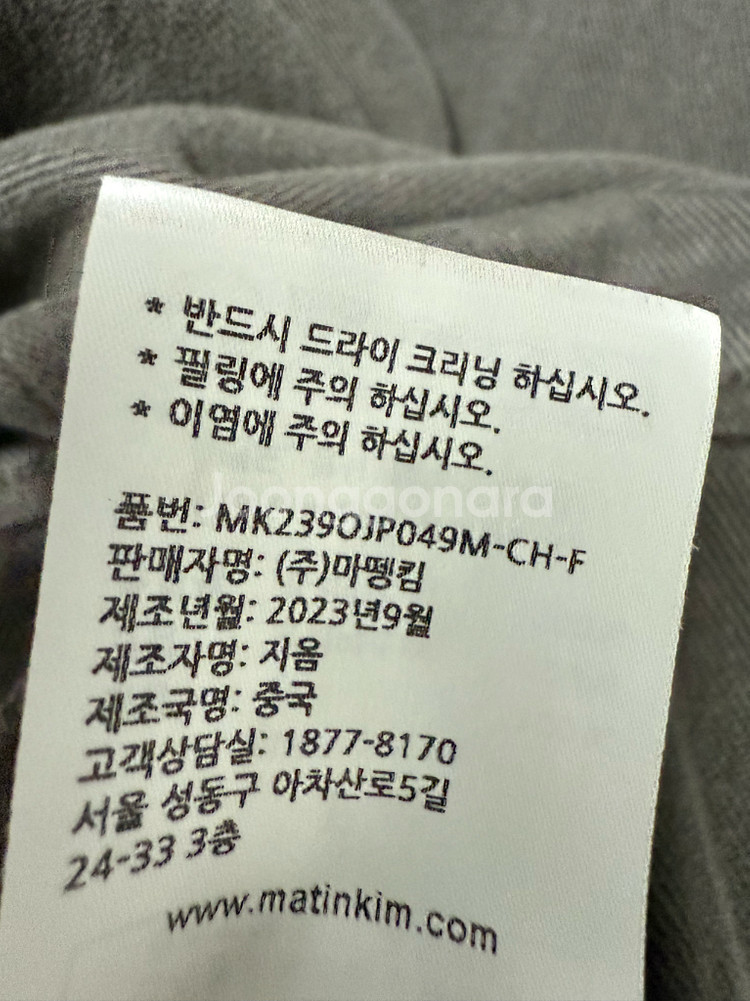 * 반드시 드라이 크리닝 하십시오.
* 필링에 주의 하십시오.
* 이염에 주의 하십시오.
Joonggonara
품번: MK239OJP049M-CH-F
판매자명: (주)마뗑킴
제조년월: 2023년9월
제조자명: 지옴
제조국명: 중국
고객상담실: 1877-8170
서울 성동구 아차산로5길
24-33 3층
www.matinkim.com